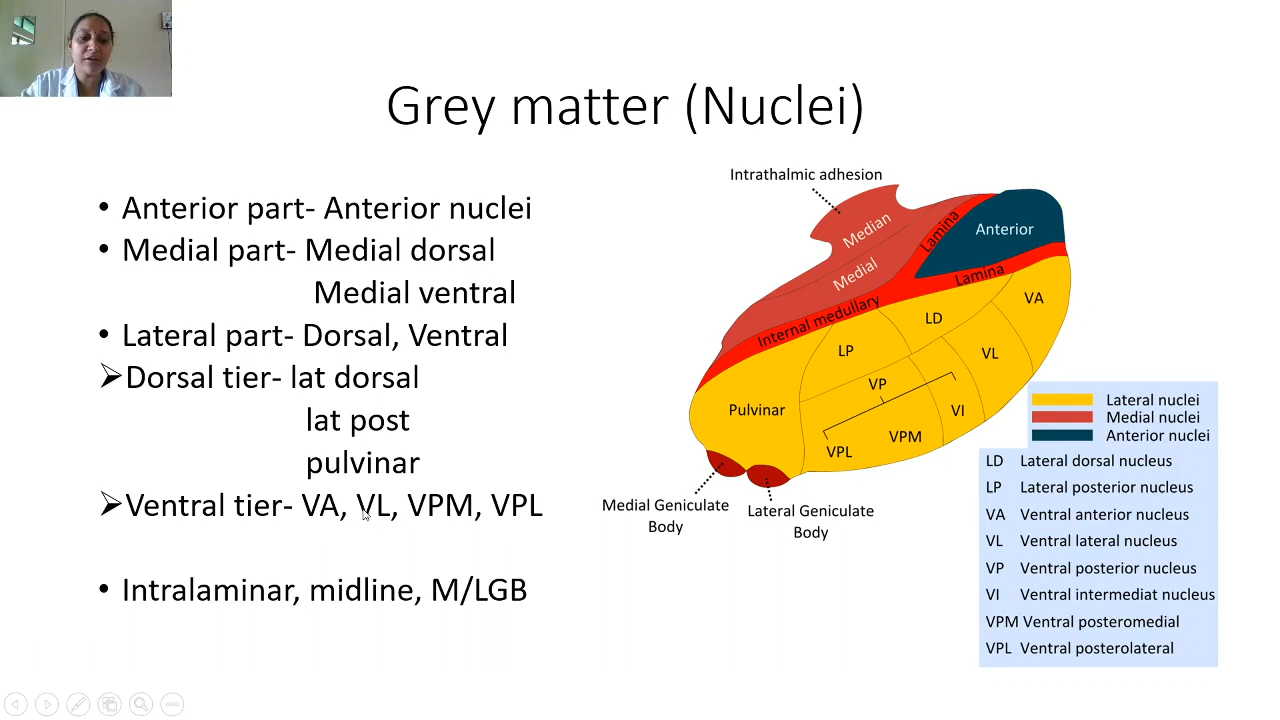 Grey matter (Nuclei)
• Anterior part- Anterior nuclei
• Medial part- Medial dorsal
Medial ventral
• Lateral part- Dorsal, Ventral
➢Dorsal tier- lat dorsal
lat post
pulvinar
➢Ventral tier- VA, VL, VPM, VPL
• Intralaminar, midline, M/LGB
Intrathalmic adhesion
Median
Medial
Lamina
Anterior
Internal medullary
Lamina
VA
LD
LP
VL
VP
VI
Pulvinar
VPM
VPL
Medial Geniculate
Body
Lateral Geniculate
Body
Lateral nuclei
Medial nuclei
Anterior nuclei
LD Lateral dorsal nucleus
LP Lateral posterior nucleus
VA Ventral anterior nucleus
VL Ventral lateral nucleus
VP Ventral posterior nucleus
VI Ventral intermediat nucleus
VPM Ventral posteromedial
VPL Ventral posterolateral